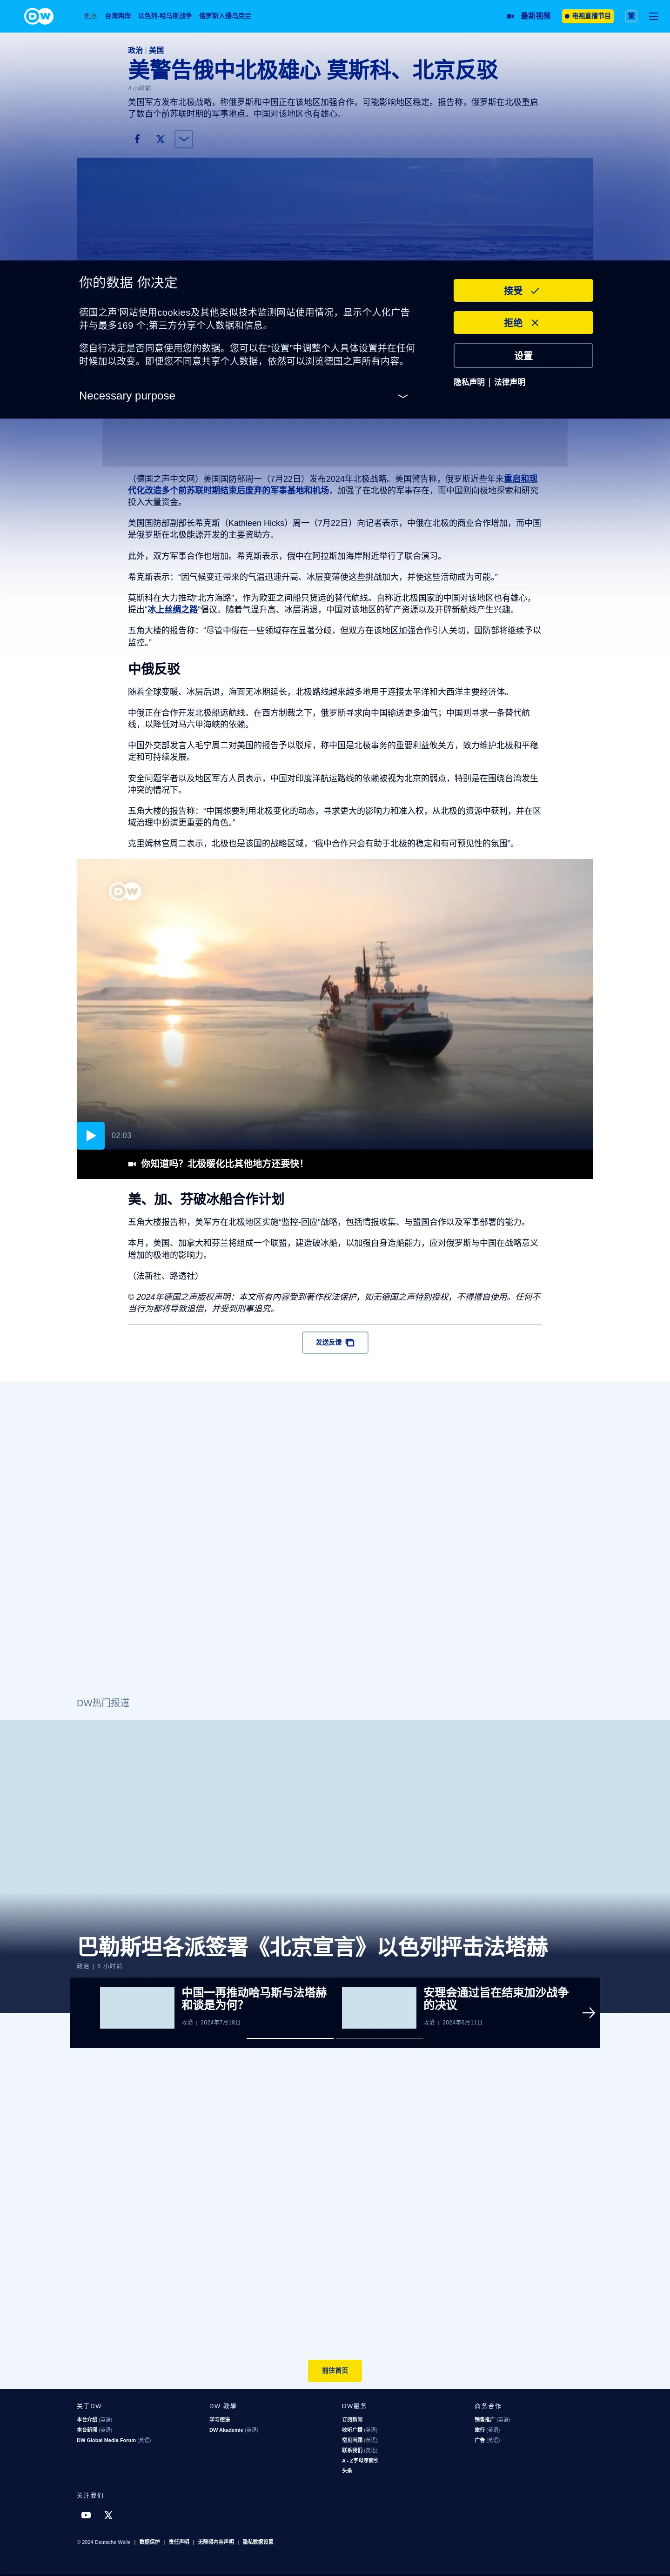 DW
焦点 台海两岸 以色列-哈马斯战争 俄罗斯入侵乌克兰 最新视频 电视直播节目 繁
政治 | 美国
美警告俄中北极雄心 莫斯科、北京反驳
4 小时前
美国军方发布北极战略，称俄罗斯和中国正在该地区加强合作，可能影响地区稳定。报告称，俄罗斯在北极重启
了数百个前苏联时期的军事地点。中国对该地区也有雄心。
你的数据 你决定
德国之声‘网站使用cookies及其他类似技术监测网站使用情况，显示个人化广告
并与最多169 个;第三方分享个人数据和信息。
您自行决定是否同意使用您的数据。您可以在“设置”中调整个人具体设置并在任何
时候加以改变。即便您不同意共享个人数据，依然可以浏览德国之声所有内容。
Necessary purpose
接受
拒绝
设置
隐私声明 | 法律声明
（德国之声中文网）美国国防部周一（7月22日）发布2024年北极战略。美国警告称，俄罗斯近些年来重启和现
代化改造多个前苏联时期结束后废弃的军事基地和机场，加强了在北极的军事存在，而中国则向极地探索和研究
投入大量资金。
美国国防部副部长希克斯（Kathleen Hicks）周一（7月22日）向记者表示，中俄在北极的商业合作增加，而中国
是俄罗斯在北极能源开发的主要资助方。
此外，双方军事合作也增加。希克斯表示，俄中在阿拉斯加海岸附近举行了联合演习。
希克斯表示：“因气候变迁带来的气温迅速升高、冰层变薄使这些挑战加大，并使这些活动成为可能。”
莫斯科在大力推动“北方海路”，作为欧亚之间船只货运的替代航线。自称近北极国家的中国对该地区也有雄心，
提出“冰上丝绸之路”倡议。随着气温升高、冰层消退，中国对该地区的矿产资源以及开辟新航线产生兴趣。
五角大楼的报告称：“尽管中俄在一些领域存在显著分歧，但双方在该地区加强合作引人关切，国防部将继续予以
监控。”
中俄反驳
随着全球变暖、冰层后退，海面无冰期延长，北极路线越来越多地用于连接太平洋和大西洋主要经济体。
中俄正在合作开发北极船运航线。在西方制裁之下，俄罗斯寻求向中国输送更多油气；中国则寻求一条替代航
线，以降低对马六甲海峡的依赖。
中国外交部发言人毛宁周二对美国的报告予以驳斥，称中国是北极事务的重要利益攸关方，致力维护北极和平稳
定和可持续发展。
安全问题学者以及地区军方人员表示，中国对印度洋航运路线的依赖被视为北京的弱点，特别是在围绕台湾发生
冲突的情况下。
五角大楼的报告称：“中国想要利用北极变化的动态，寻求更大的影响力和准入权，从北极的资源中获利，并在区
域治理中扮演更重要的角色。”
克里姆林宫周二表示，北极也是该国的战略区域，“俄中合作只会有助于北极的稳定和有可预见性的氛围”。
DW
02:03
你知道吗？北极暖化比其他地方还要快！
美、加、芬破冰船合作计划
五角大楼报告称，美军方在北极地区实施“监控-回应”战略，包括情报收集、与盟国合作以及军事部署的能力。
本月，美国、加拿大和芬兰将组成一个联盟，建造破冰船，以加强自身造船能力，应对俄罗斯与中国在战略意义
增加的极地的影响力。
（法新社、路透社）
© 2024年德国之声版权声明：本文所有内容受到著作权法保护，如无德国之声特别授权，不得擅自使用。任何不
当行为都将导致追偿，并受到刑事追究。
发送反馈
DW热门报道
巴勒斯坦各派签署《北京宣言》以色列抨击法塔赫
政治 | 6 小时前
中国一再推动哈马斯与法塔赫
和谈是为何？
政治 | 2024年7月18日
安理会通过旨在结束加沙战争
的决议
政治 | 2024年6月11日
前往首页
关于DW
本台介绍 (英语)
本台新闻 (英语)
DW Global Media Forum (英语)
DW 教學
学习德语
DW Akademie (英语)
DW服务
订阅新闻
收听广播 (英语)
常见问题 (英语)
联系我们 (英语)
A - Z字母序索引
头条
商务合作
销售推广 (英语)
旅行 (英语)
广告 (英语)
关注我们
© 2024 Deutsche Welle | 数据保护 | 责任声明 | 无障碍内容声明 | 隐私数据设置